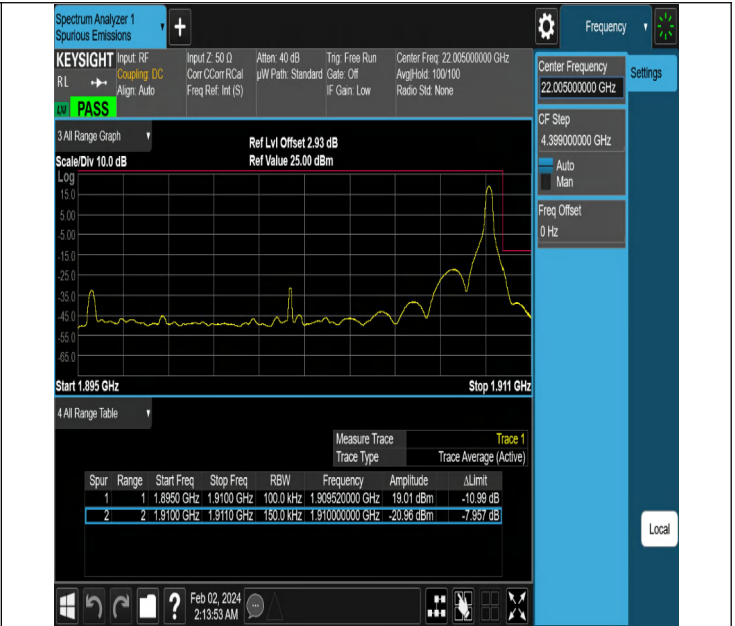 Spectrum Analyzer 1
Spurious Emissions
+
Frequency
KEYSIGHT
RL
PASS
Input: RF
Coupling: DC
Align: Auto
Input Z: 50 Ω
Corr CCorr RCal
Freq Ref: Int (S)
Atten: 40 dB
µW Path: Standard
Trig: Free Run
Gate: Off
IF Gain: Low
Center Freq: 22.005000000 GHz
Avg|Hold: 100/100
Radio Std: None
Center Frequency
22.005000000 GHz
Settings
CF Step
4.399000000 GHz
Auto
Man
Freq Offset
0 Hz
3 All Range Graph
Scale/Div 10.0 dB
Ref Lvl Offset 2.93 dB
Ref Value 25.00 dBm
Log
15.0
5.00
-5.00
-15.0
-25.0
-35.0
-45.0
-55.0
-65.0
Start 1.895 GHz
Stop 1.911 GHz
4 All Range Table
Measure Trace Trace 1
Trace Type Trace Average (Active)
Spur Range Start Freq Stop Freq RBW Frequency Amplitude ΔLimit
1 1 1.8950 GHz 1.9100 GHz 100.0 kHz 1.909520000 GHz 19.01 dBm -10.99 dB
2 2 1.9100 GHz 1.9110 GHz 150.0 kHz 1.910000000 GHz -20.96 dBm -7.957 dB
Local
?
Feb 02, 2024
2:13:53 AM